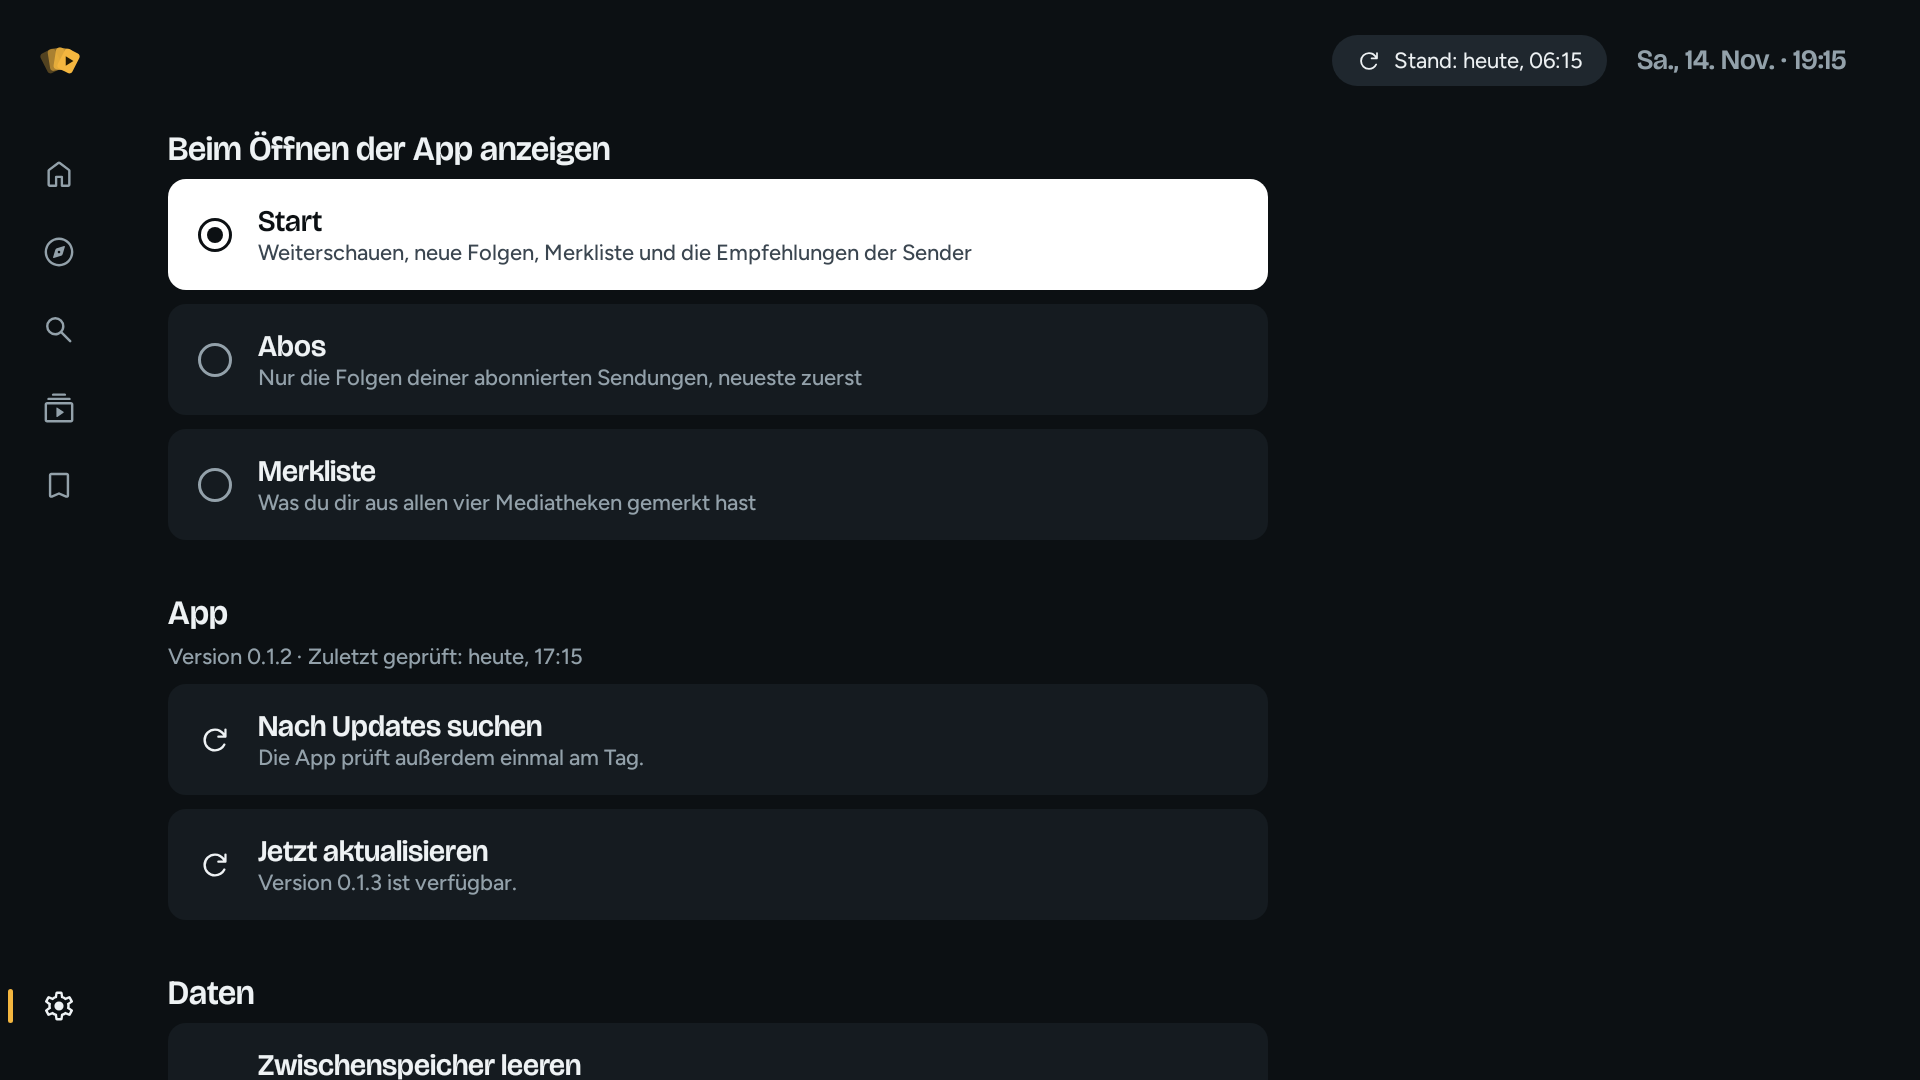 Stand: heute, 06:15
Sa., 14. Nov. · 19:15
Beim Öffnen der App anzeigen
Start
Weiterschauen, neue Folgen, Merkliste und die Empfehlungen der Sender
Abos
Nur die Folgen deiner abonnierten Sendungen, neueste zuerst
Merkliste
Was du dir aus allen vier Mediatheken gemerkt hast
App
Version 0.1.2 · Zuletzt geprüft: heute, 17:15
Nach Updates suchen
Die App prüft außerdem einmal am Tag.
Jetzt aktualisieren
Version 0.1.3 ist verfügbar.
Daten
Zwischenspeicher leeren